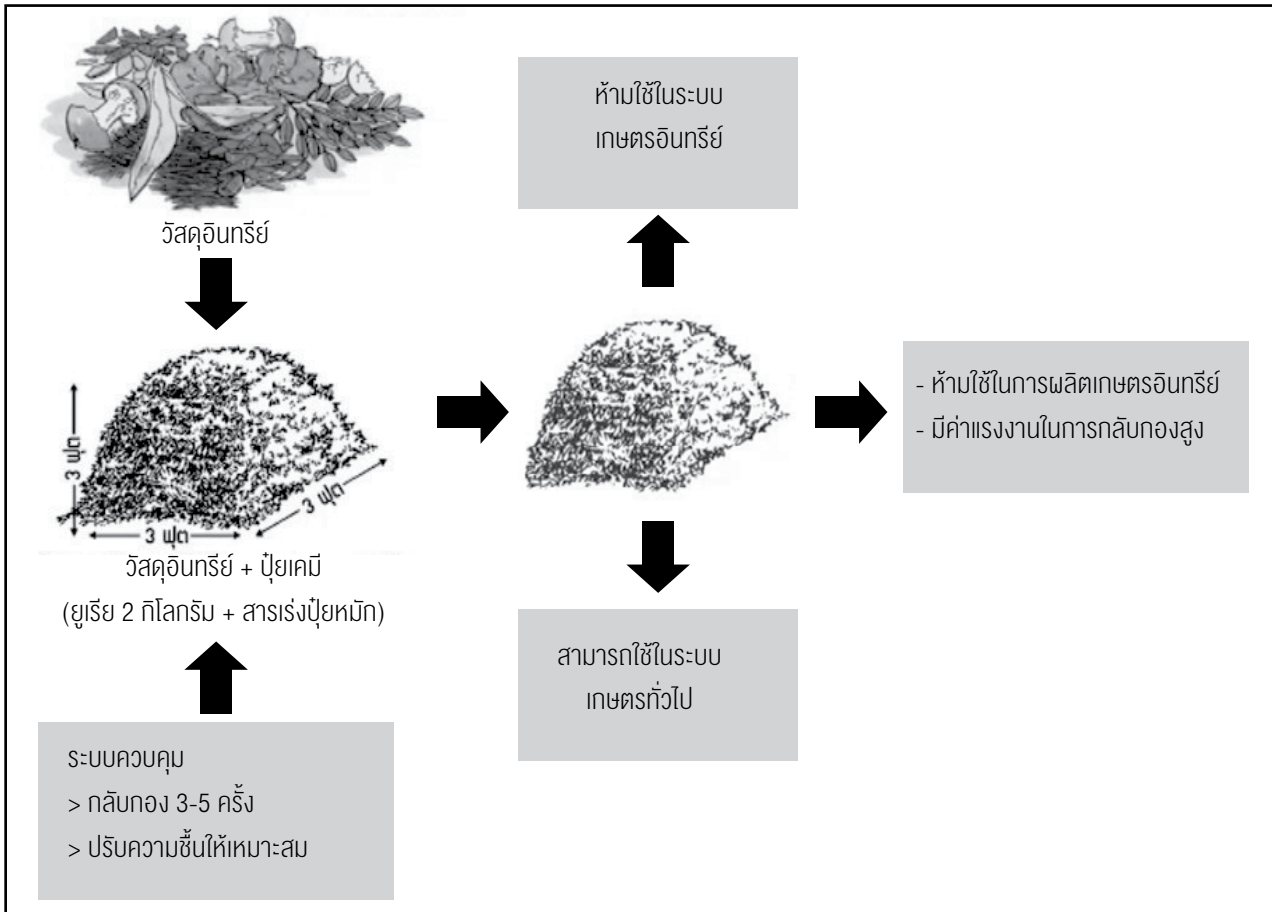 วัสดุอินทรีย์
3 ฟุต
3 ฟุต
3 ฟุต
วัสดุอินทรีย์ + ปุ๋ยเคมี
(ยูเรีย 2 กิโลกรัม + สารเร่งปุ๋ยหมัก)
ระบบควบคุม
> กลับกอง 3-5 ครั้ง
> ปรับความชื้นให้เหมาะสม
ห้ามใช้ในระบบ
เกษตรอินทรีย์
- ห้ามใช้ในการผลิตเกษตรอินทรีย์
- มีค่าแรงงานในการกลับกองสูง
สามารถใช้ในระบบ
เกษตรทั่วไป